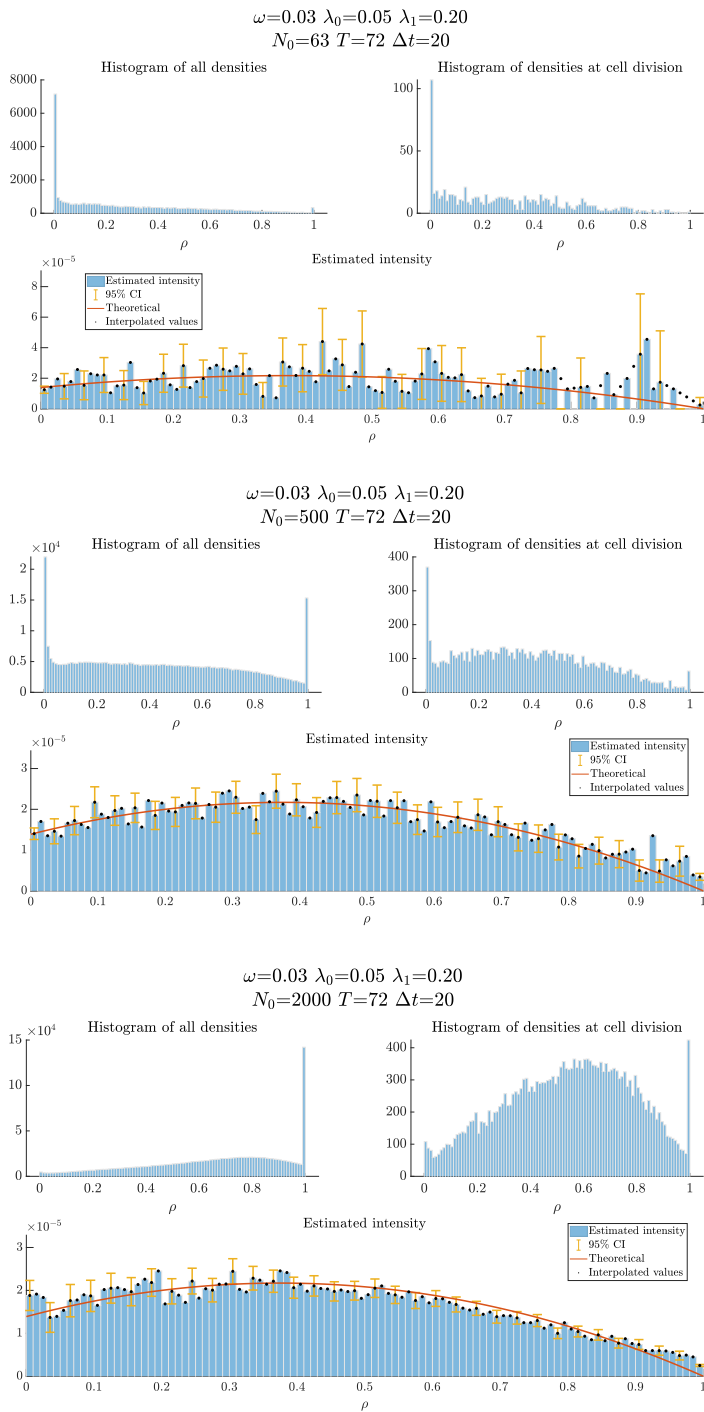 ω=0.03 λ₀=0.05 λ₁=0.20
N₀=63 T=72 Δt=20
Histogram of all densities
8000
6000
4000
2000
0
0 0.2 0.4 0.6 0.8 1
ρ
Histogram of densities at cell division
100
50
0
0 0.2 0.4 0.6 0.8 1
ρ
Estimated intensity
×10⁻⁵
8
6
4
2
0
0 0.1 0.2 0.3 0.4 0.5 0.6 0.7 0.8 0.9 1
ρ
Estimated intensity
95% CI
Theoretical
Interpolated values
ω=0.03 λ₀=0.05 λ₁=0.20
N₀=500 T=72 Δt=20
Histogram of all densities
×10⁴
2
1.5
1
0.5
0
0 0.2 0.4 0.6 0.8 1
ρ
Histogram of densities at cell division
400
300
200
100
0
0 0.2 0.4 0.6 0.8 1
ρ
Estimated intensity
×10⁻⁵
3
2
1
0
0 0.1 0.2 0.3 0.4 0.5 0.6 0.7 0.8 0.9 1
ρ
Estimated intensity
95% CI
Theoretical
Interpolated values
ω=0.03 λ₀=0.05 λ₁=0.20
N₀=2000 T=72 Δt=20
Histogram of all densities
×10⁴
15
10
5
0
0 0.2 0.4 0.6 0.8 1
ρ
Histogram of densities at cell division
400
300
200
100
0
0 0.2 0.4 0.6 0.8 1
ρ
Estimated intensity
×10⁻⁵
3
2
1
0
0 0.1 0.2 0.3 0.4 0.5 0.6 0.7 0.8 0.9 1
ρ
Estimated intensity
95% CI
Theoretical
Interpolated values